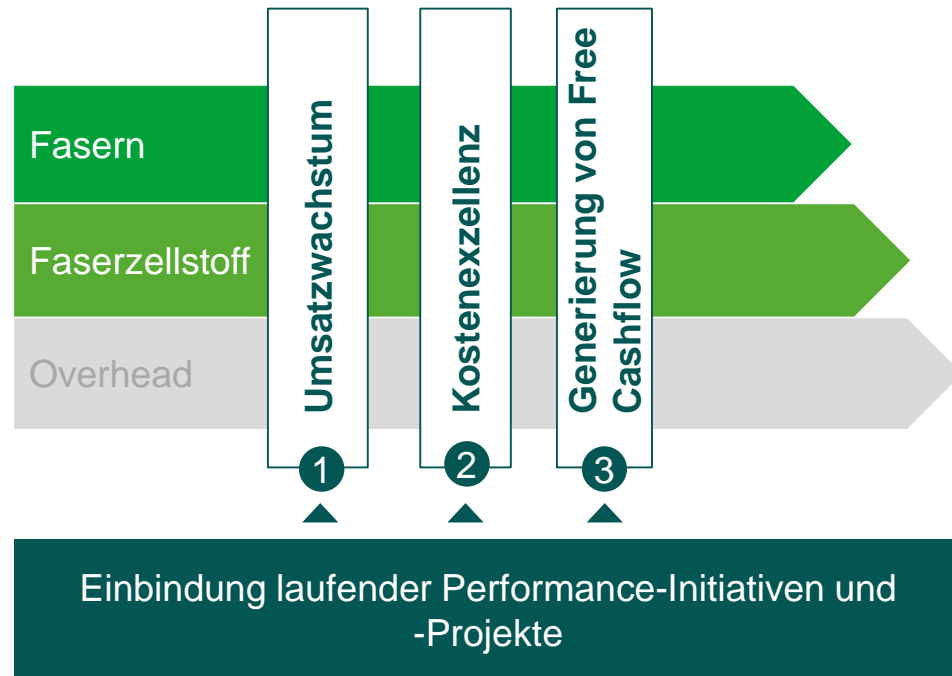 Fasern
Faserzellstoff
Overhead
Umsatzwachstum
Kostenexzellenz
Generierung von Free
Cashflow
1
2
3
Einbindung laufender Performance-Initiativen und
-Projekte